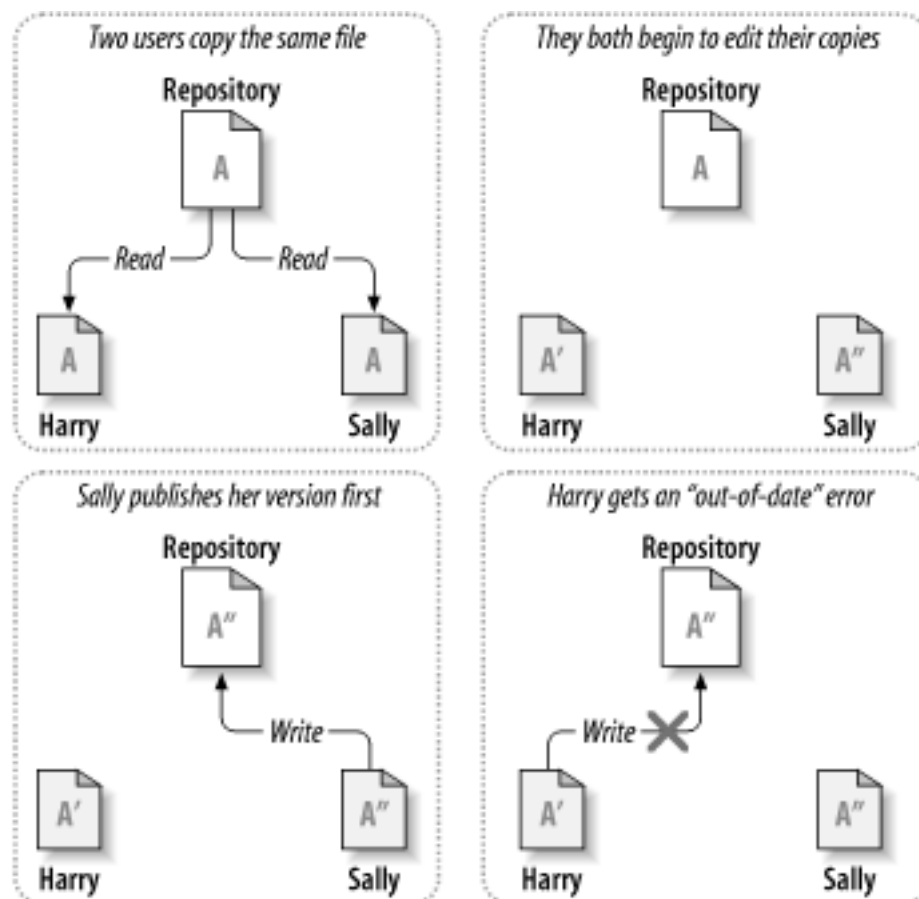 Two users copy the same file
Repository
A
Read Read
A A
Harry Sally
They both begin to edit their copies
Repository
A
A' A"
Harry Sally
Sally publishes her version first
Repository
A"
Write
A' A"
Harry Sally
Harry gets an “out-of-date” error
Repository
A"
Write
A' A"
Harry Sally